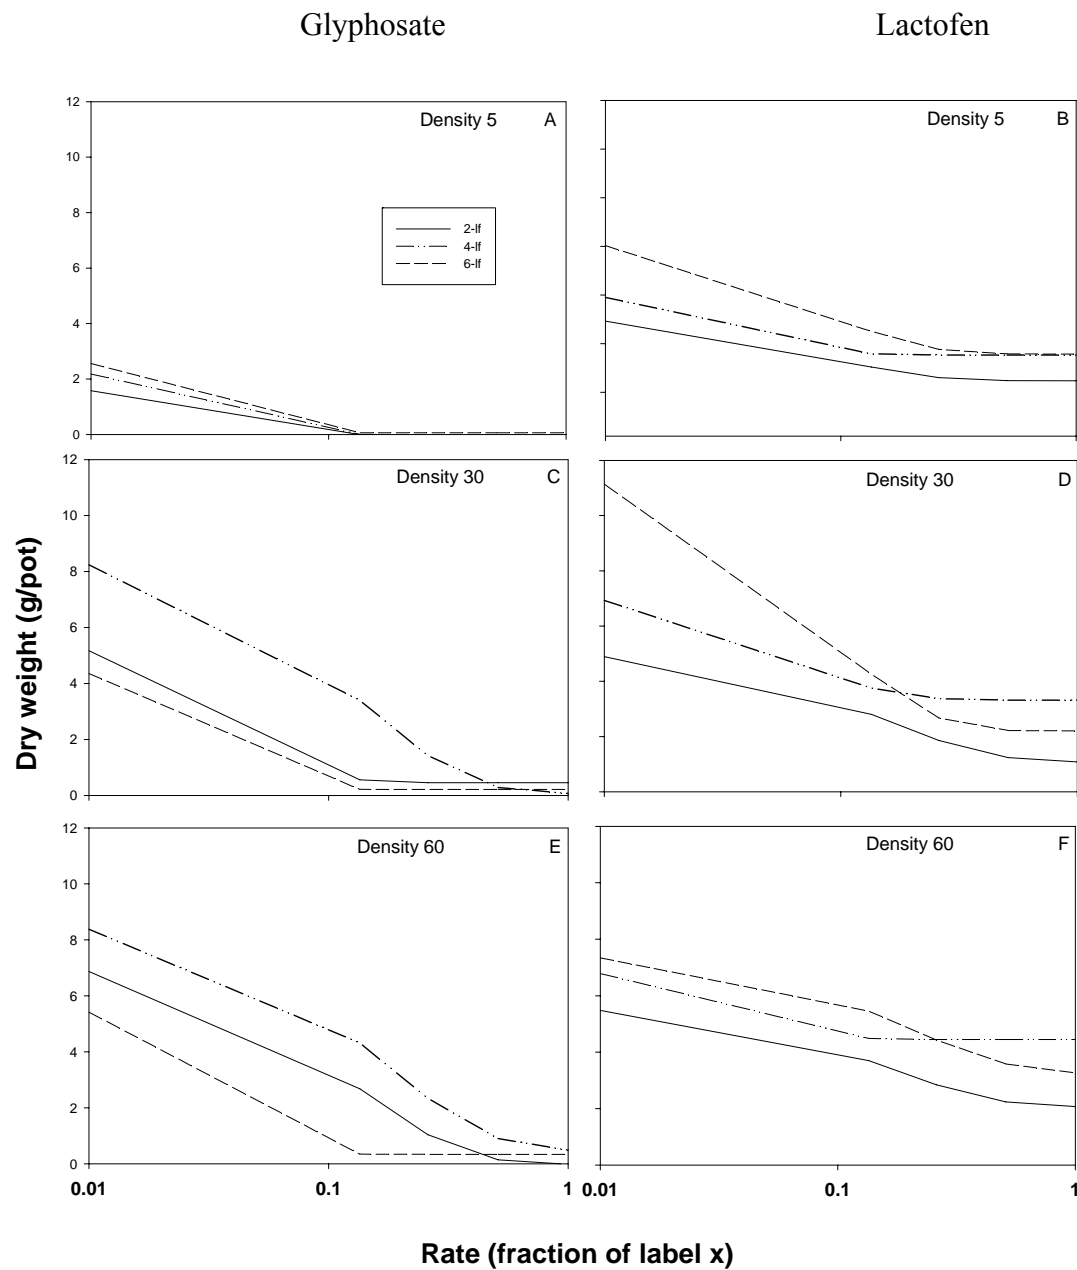 Glyphosate Lactofen
12
10
8
6
4
2
0
Density 5 A
2-lf
4-lf
6-lf
Density 5 B
12
10
8
6
4
2
0
Density 30 C
Density 30 D
Dry weight (g/pot)
12
10
8
6
4
2
0
Density 60 E
Density 60 F
0.01 0.1 1 0.01 0.1 1
Rate (fraction of label x)